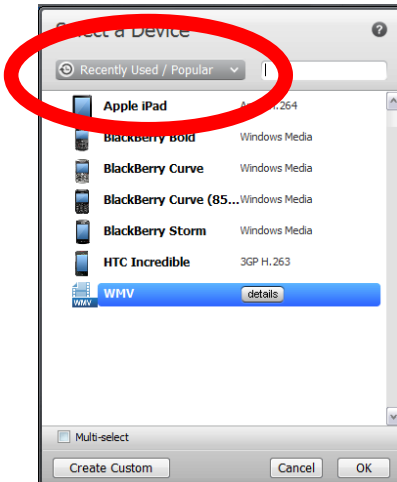 a Device
?
Recently Used / Popular
Apple iPad .264
BlackBerry Bold Windows Media
BlackBerry Curve Windows Media
BlackBerry Curve (85... Windows Media
BlackBerry Storm Windows Media
HTC Incredible 3GP H.263
WMV WMV details
Multi-select
Create Custom Cancel OK